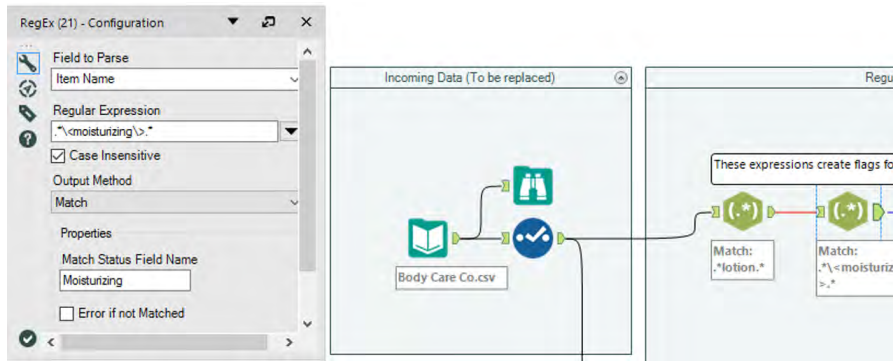 RegEx (21) - Configuration
Field to Parse
Item Name
Regular Expression
.*\<moisturizing\>.*
Case Insensitive
Output Method
Match
Properties
Match Status Field Name
Moisturizing
Error if not Matched
Incoming Data (To be replaced)
Body Care Co.csv
Regu
These expressions create flags fo
(.*)
(.*)
Match:
.*lotion.*
Match:
.*\<moisturiz
>.*